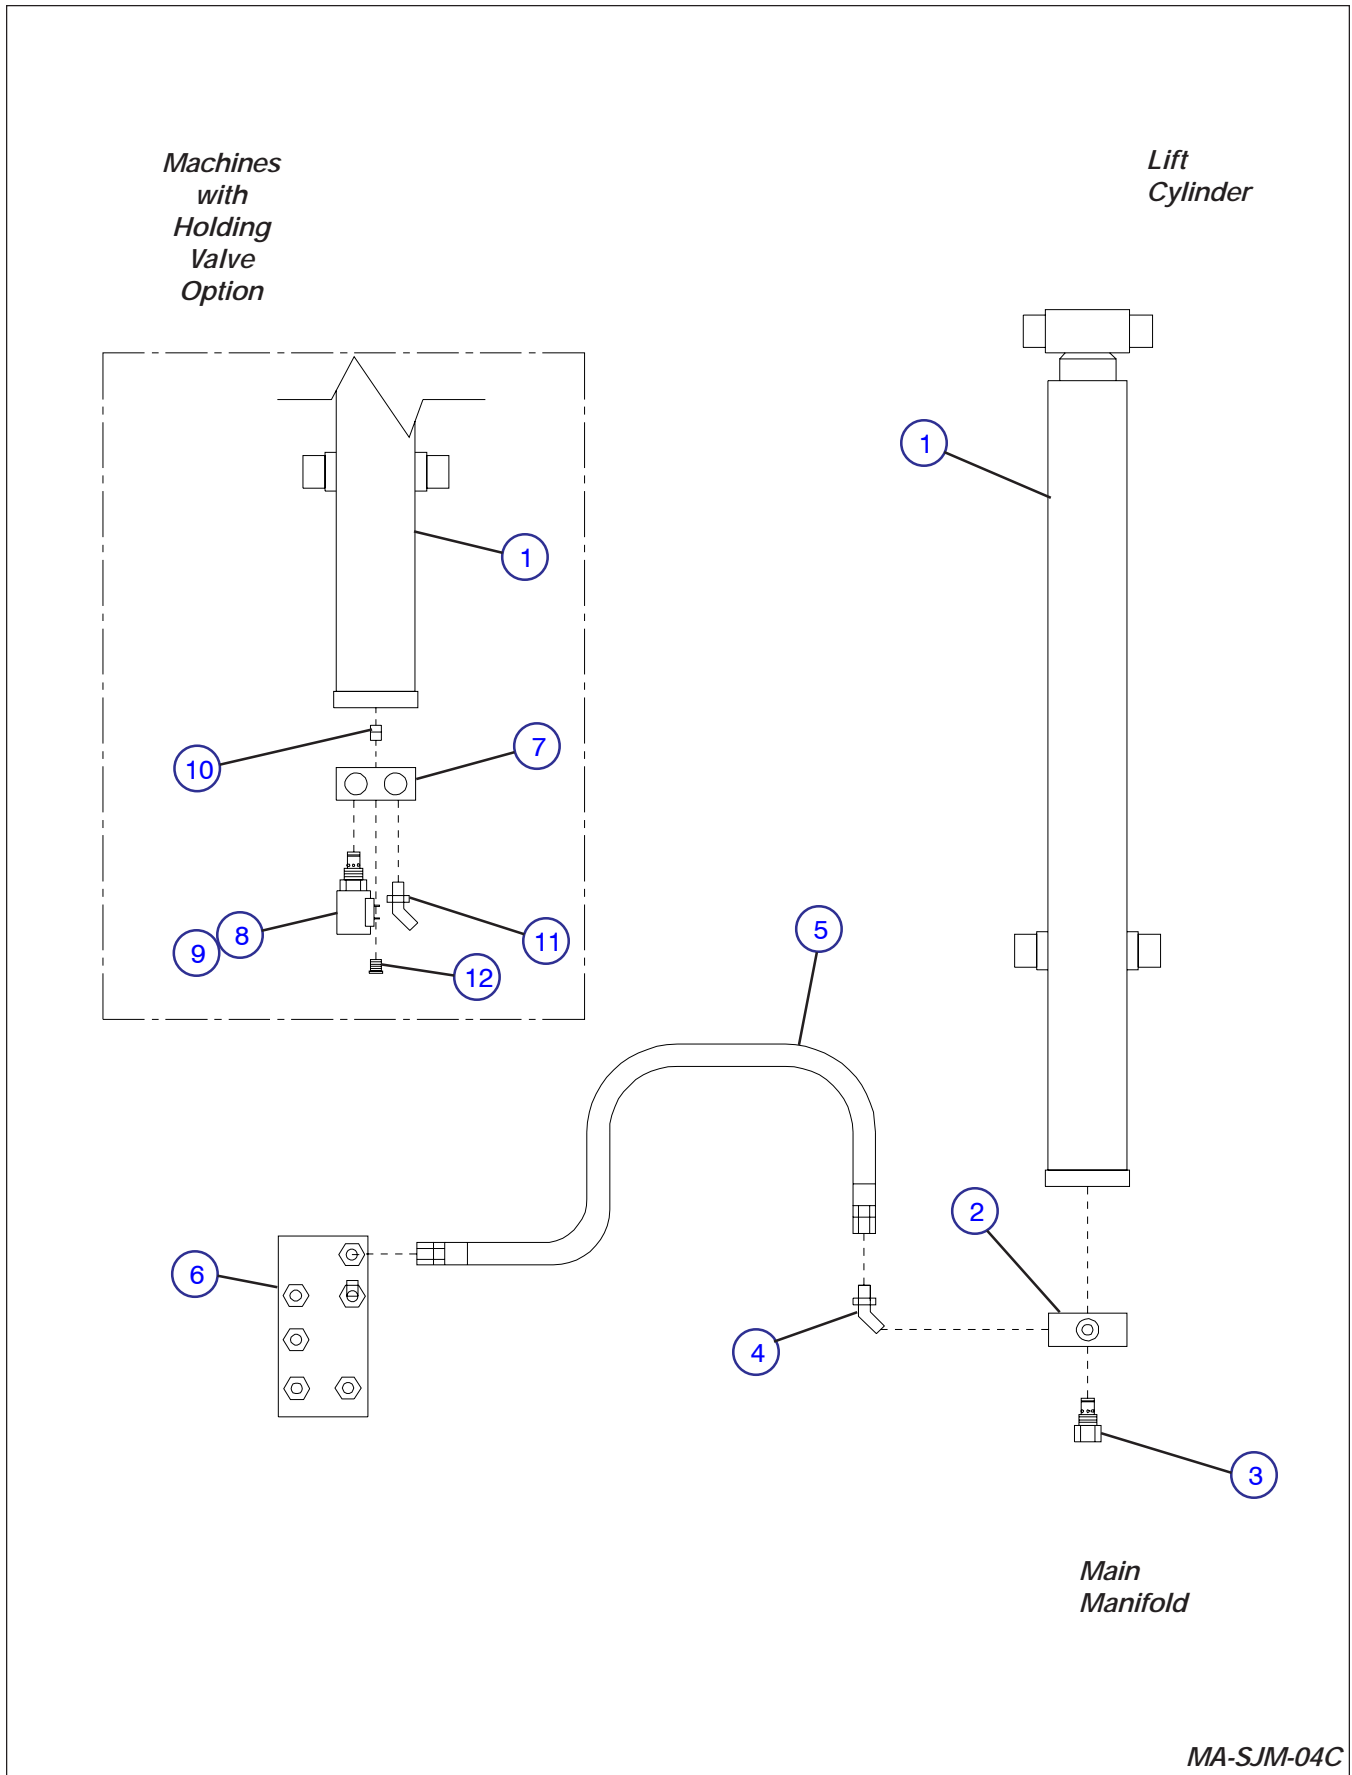 Machines
with
Holding
Valve
Option
Lift
Cylinder
1
1
10
7
9
8
11
12
5
2
6
4
3
Main
Manifold
MA-SJM-04C